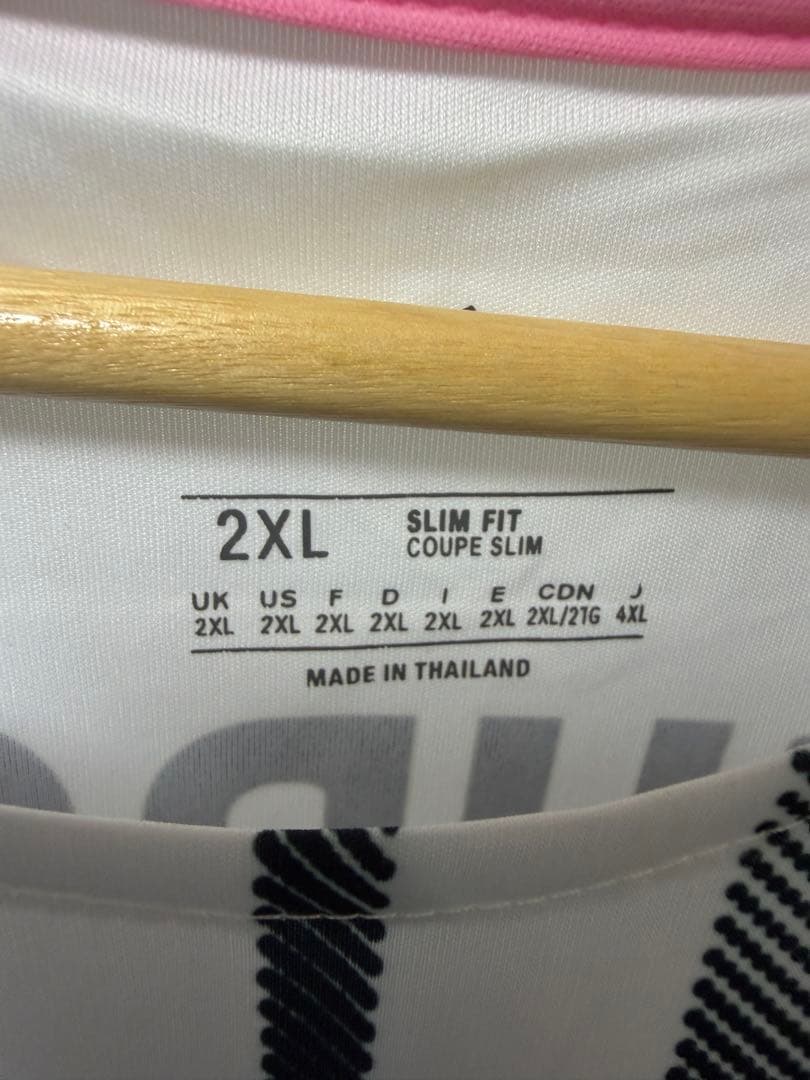 2XL SLIM FIT
COUPE SLIM
UK US F D I E CDN J
2XL 2XL 2XL 2XL 2XL 2XL 2XL/2TG 4XL
MADE IN THAILAND